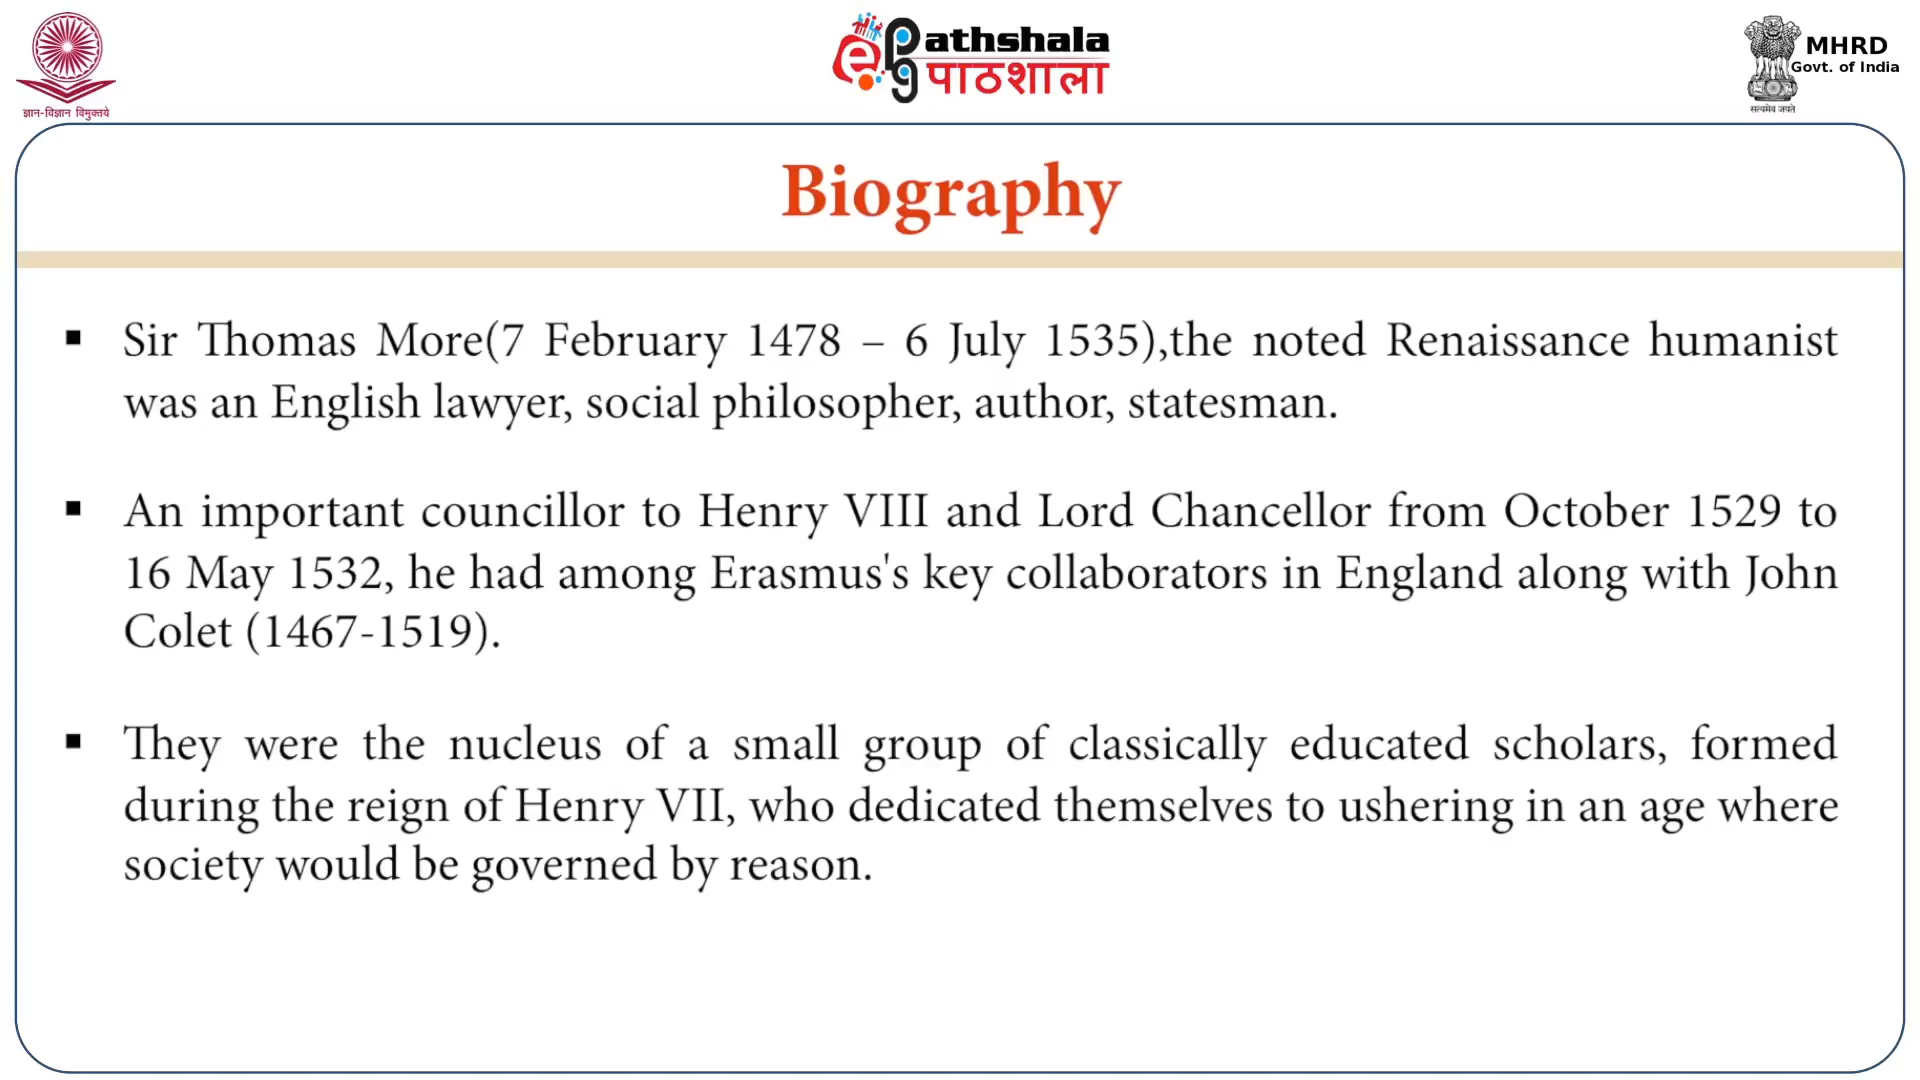 ज्ञान-विज्ञान विमुक्तये
e
pg
athshala
पाठशाला
MHRD
Govt. of India
सत्यमेव जयते
Biography
▪ Sir Thomas More(7 February 1478 – 6 July 1535),the noted Renaissance humanist
was an English lawyer, social philosopher, author, statesman.
▪ An important councillor to Henry VIII and Lord Chancellor from October 1529 to
16 May 1532, he had among Erasmus's key collaborators in England along with John
Colet (1467-1519).
▪ They were the nucleus of a small group of classically educated scholars, formed
during the reign of Henry VII, who dedicated themselves to ushering in an age where
society would be governed by reason.